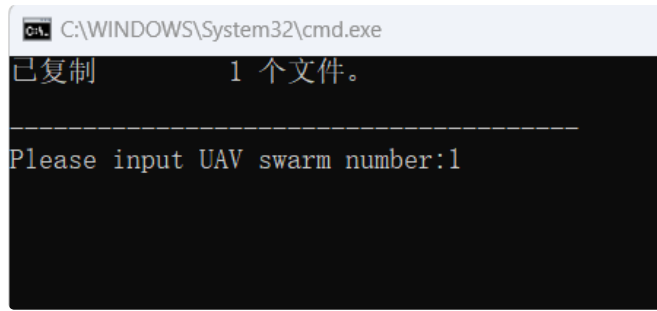 C:\WINDOWS\System32\cmd.exe
已复制         1 个文件。
---------------------------------------
Please input UAV swarm number:1